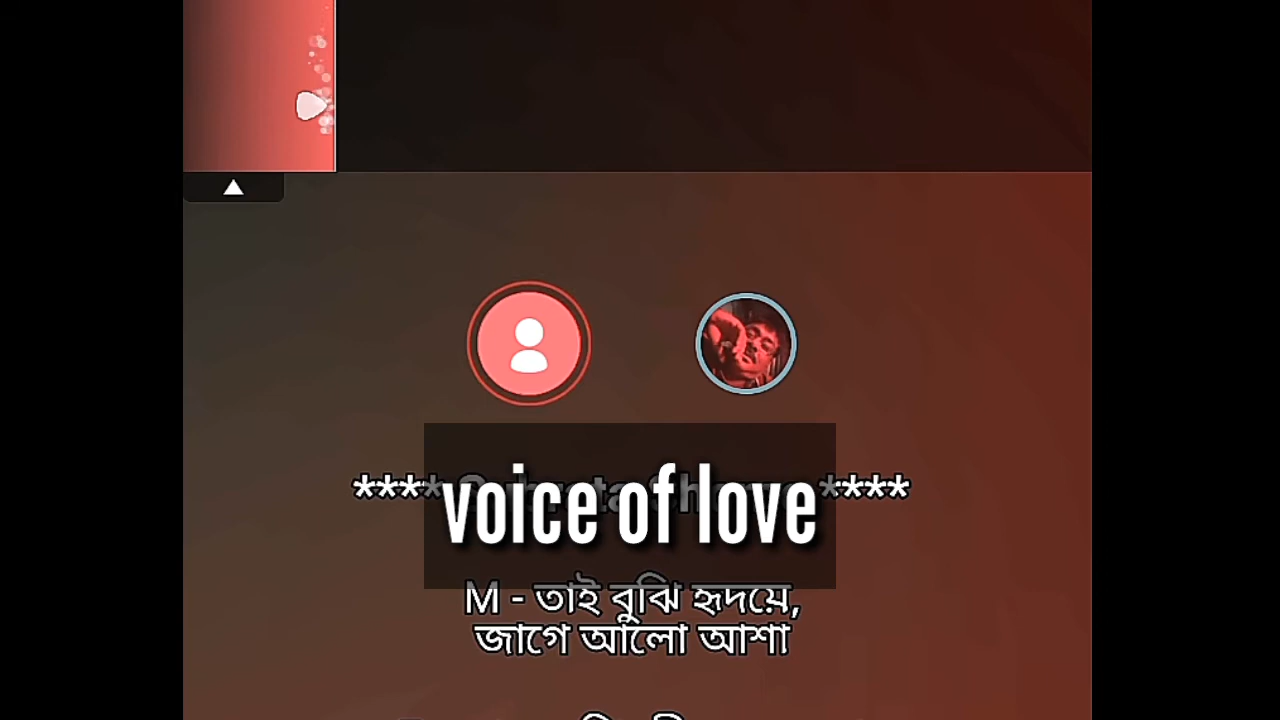 **** voice of love ****
M - তাই বুঝি হৃদয়ে,
জাগে আলো আশা